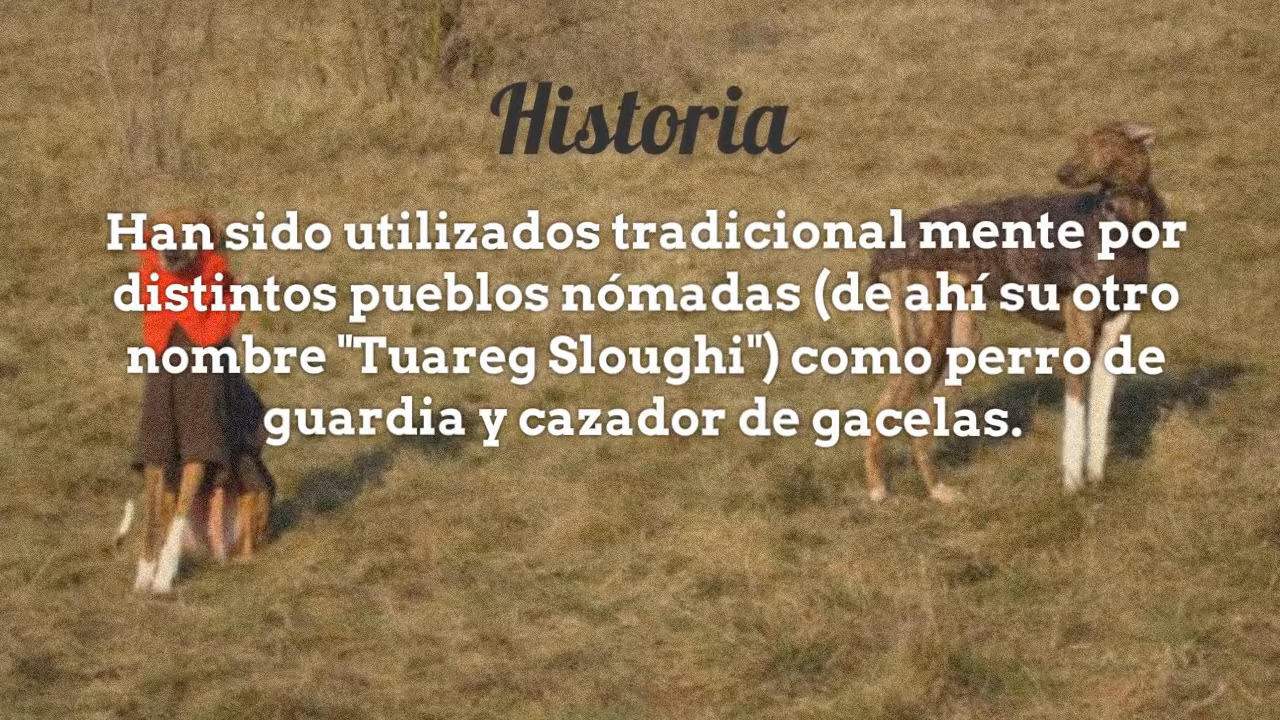 Historia
Han sido utilizados tradicional mente por
distintos pueblos nómadas (de ahí su otro
nombre "Tuareg Sloughi") como perro de
guardia y cazador de gacelas.